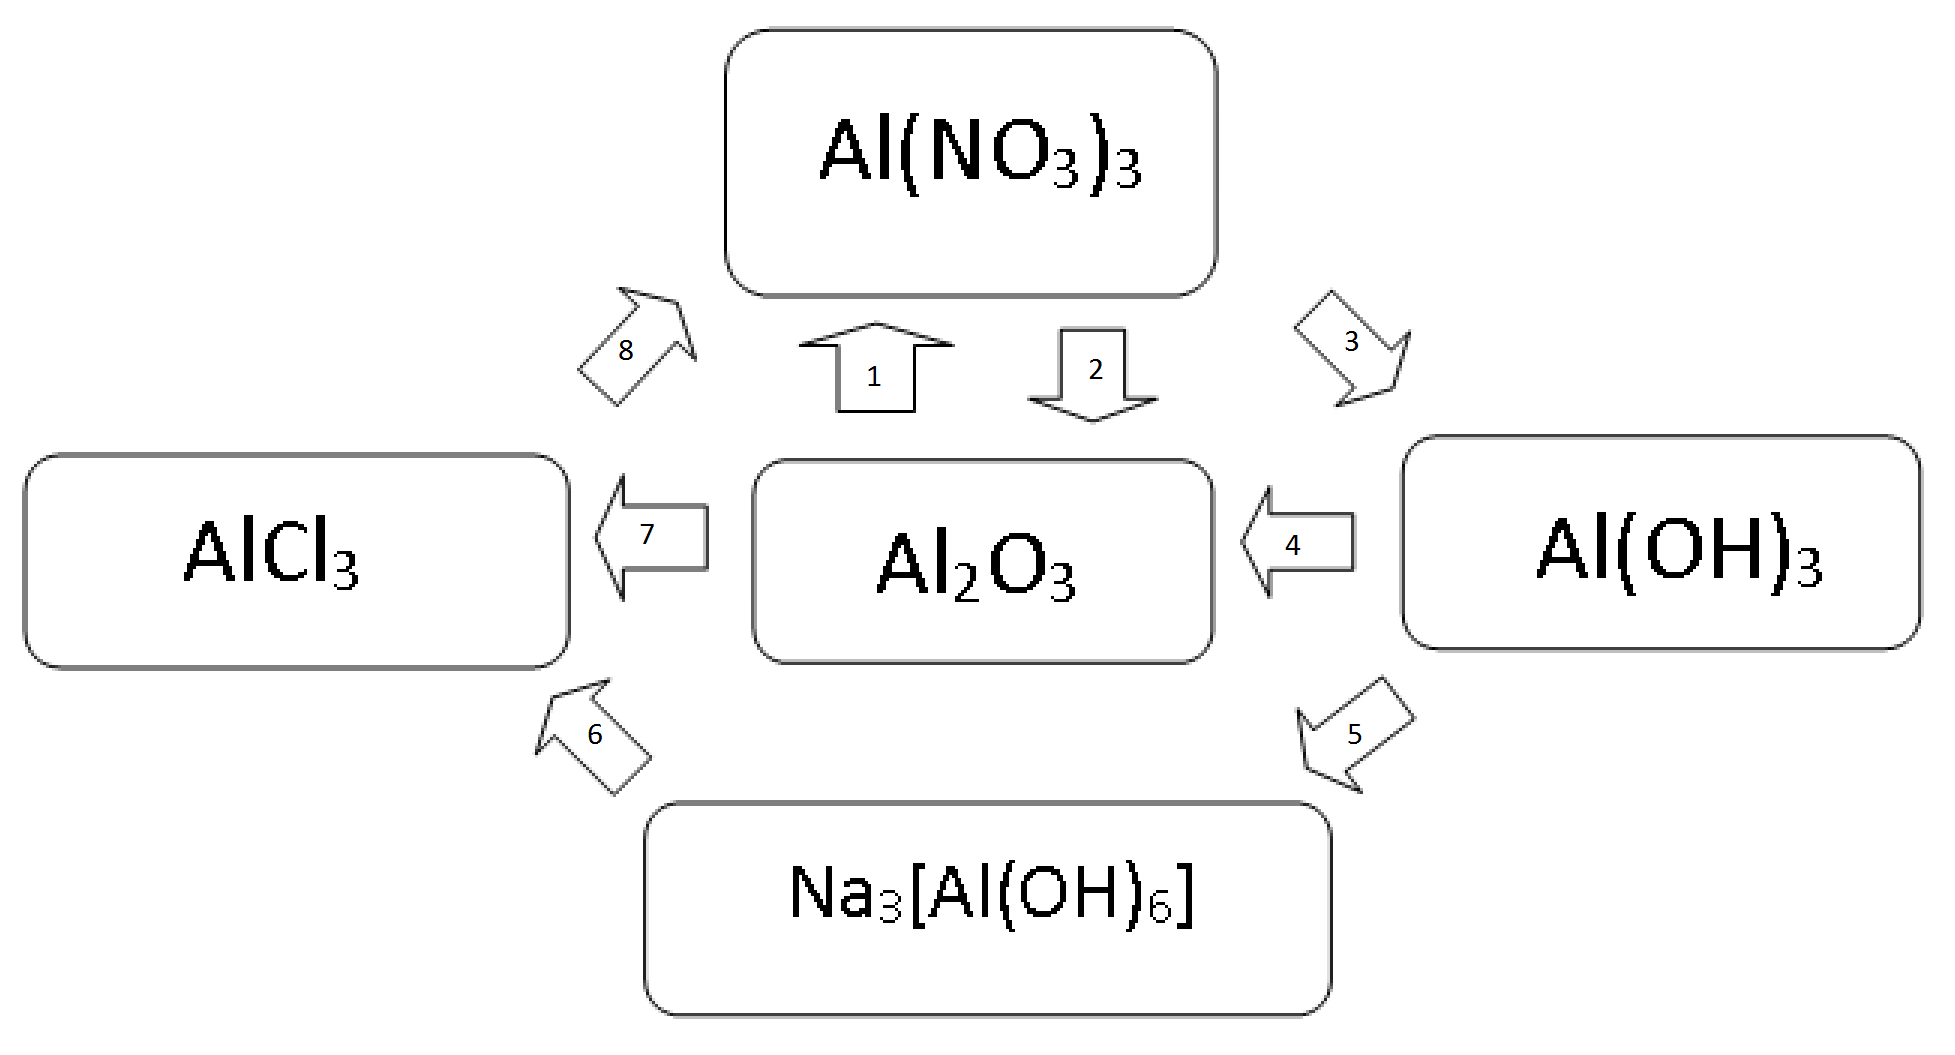 Al(NO₃)₃
8
1
2
3
AlCl₃
7
Al₂O₃
4
Al(OH)₃
6
5
Na₃[Al(OH)₆]